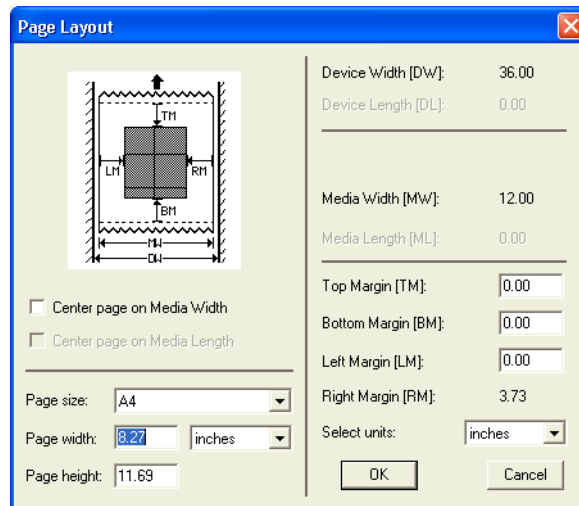 Page Layout
TM
LM
RM
BM
MW
DW
Center page on Media Width
Center page on Media Length
Page size: A4
Page width: 8.27 inches
Page height: 11.69
Device Width [DW]: 36.00
Device Length [DL]: 0.00
Media Width [MW]: 12.00
Media Length [ML]: 0.00
Top Margin [TM]: 0.00
Bottom Margin [BM]: 0.00
Left Margin [LM]: 0.00
Right Margin [RM]: 3.73
Select units: inches
OK
Cancel